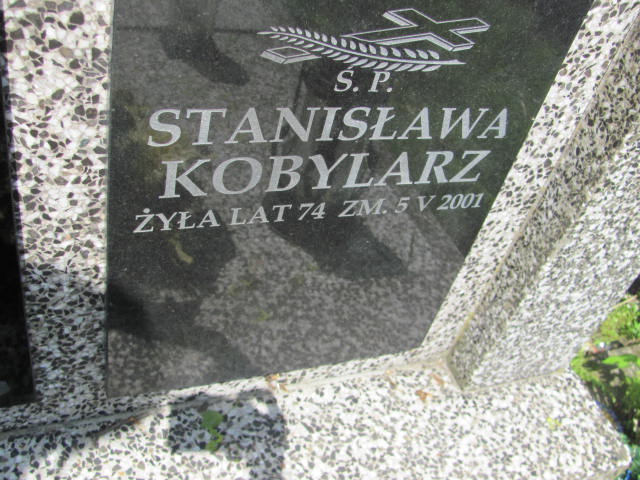 Ś. P.
STANISŁAWA
KOBYLARZ
ŻYŁA LAT 74 ZM. 5 V 2001